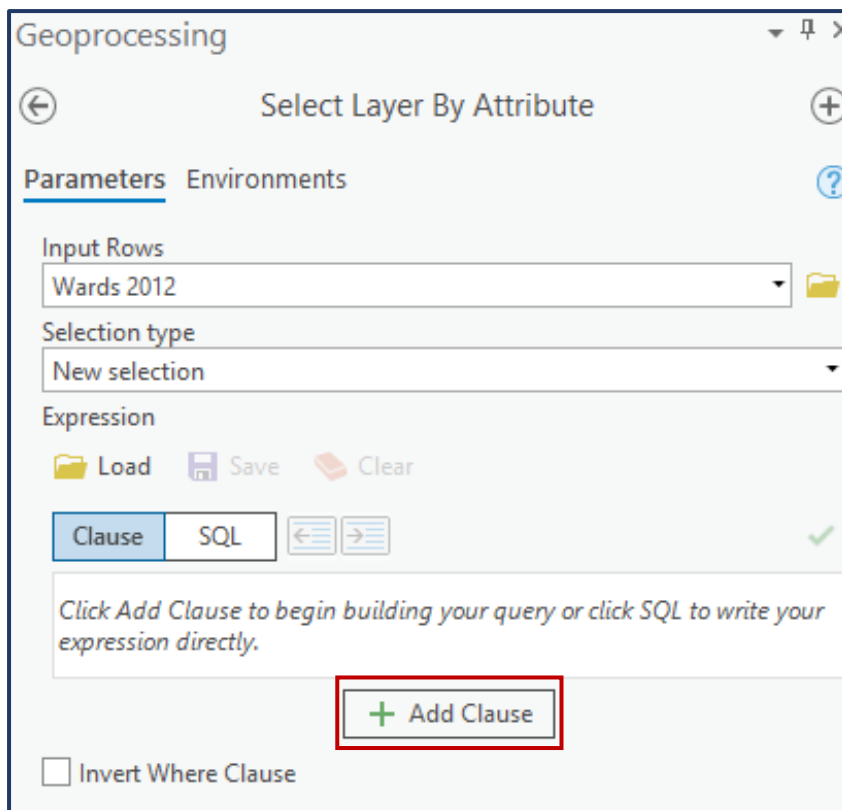 Geoprocessing
Select Layer By Attribute
Parameters Environments
Input Rows
Wards 2012
Selection type
New selection
Expression
Load Save Clear
Clause SQL
Click Add Clause to begin building your query or click SQL to write your
expression directly.
+ Add Clause
Invert Where Clause